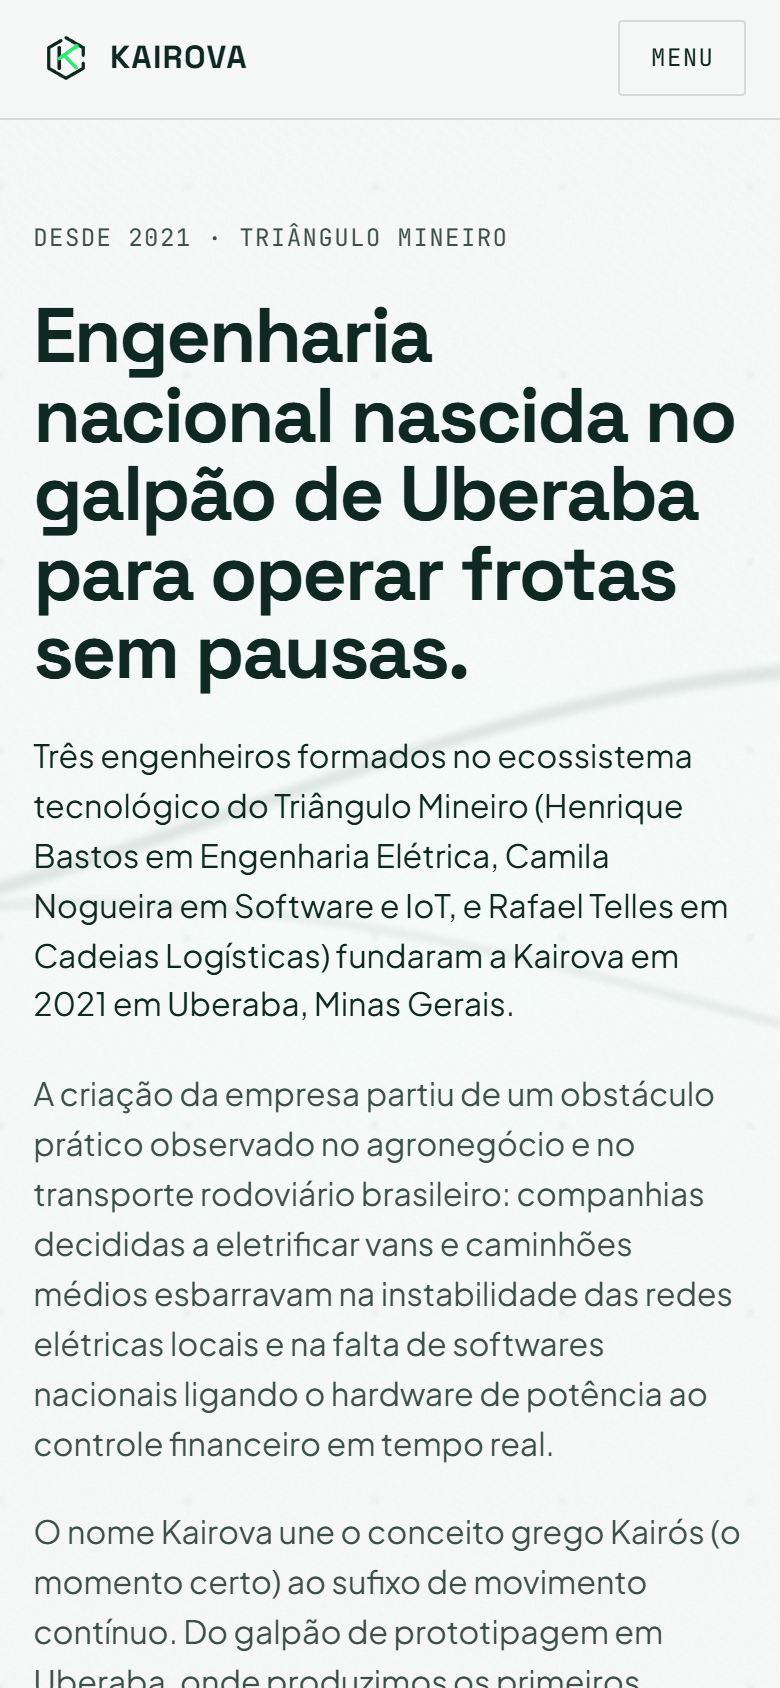 KAIROVA
MENU
DESDE 2021 · TRIÂNGULO MINEIRO
Engenharia
nacional nascida no
galpão de Uberaba
para operar frotas
sem pausas.
Três engenheiros formados no ecossistema
tecnológico do Triângulo Mineiro (Henrique
Bastos em Engenharia Elétrica, Camila
Nogueira em Software e IoT, e Rafael Telles em
Cadeias Logísticas) fundaram a Kairova em
2021 em Uberaba, Minas Gerais.
A criação da empresa partiu de um obstáculo
prático observado no agronegócio e no
transporte rodoviário brasileiro: companhias
decididas a eletrificar vans e caminhões
médios esbarravam na instabilidade das redes
elétricas locais e na falta de softwares
nacionais ligando o hardware de potência ao
controle financeiro em tempo real.
O nome Kairova une o conceito grego Kairós (o
momento certo) ao sufixo de movimento
contínuo. Do galpão de prototipagem em
Uberaba, onde produzimos os primeiros